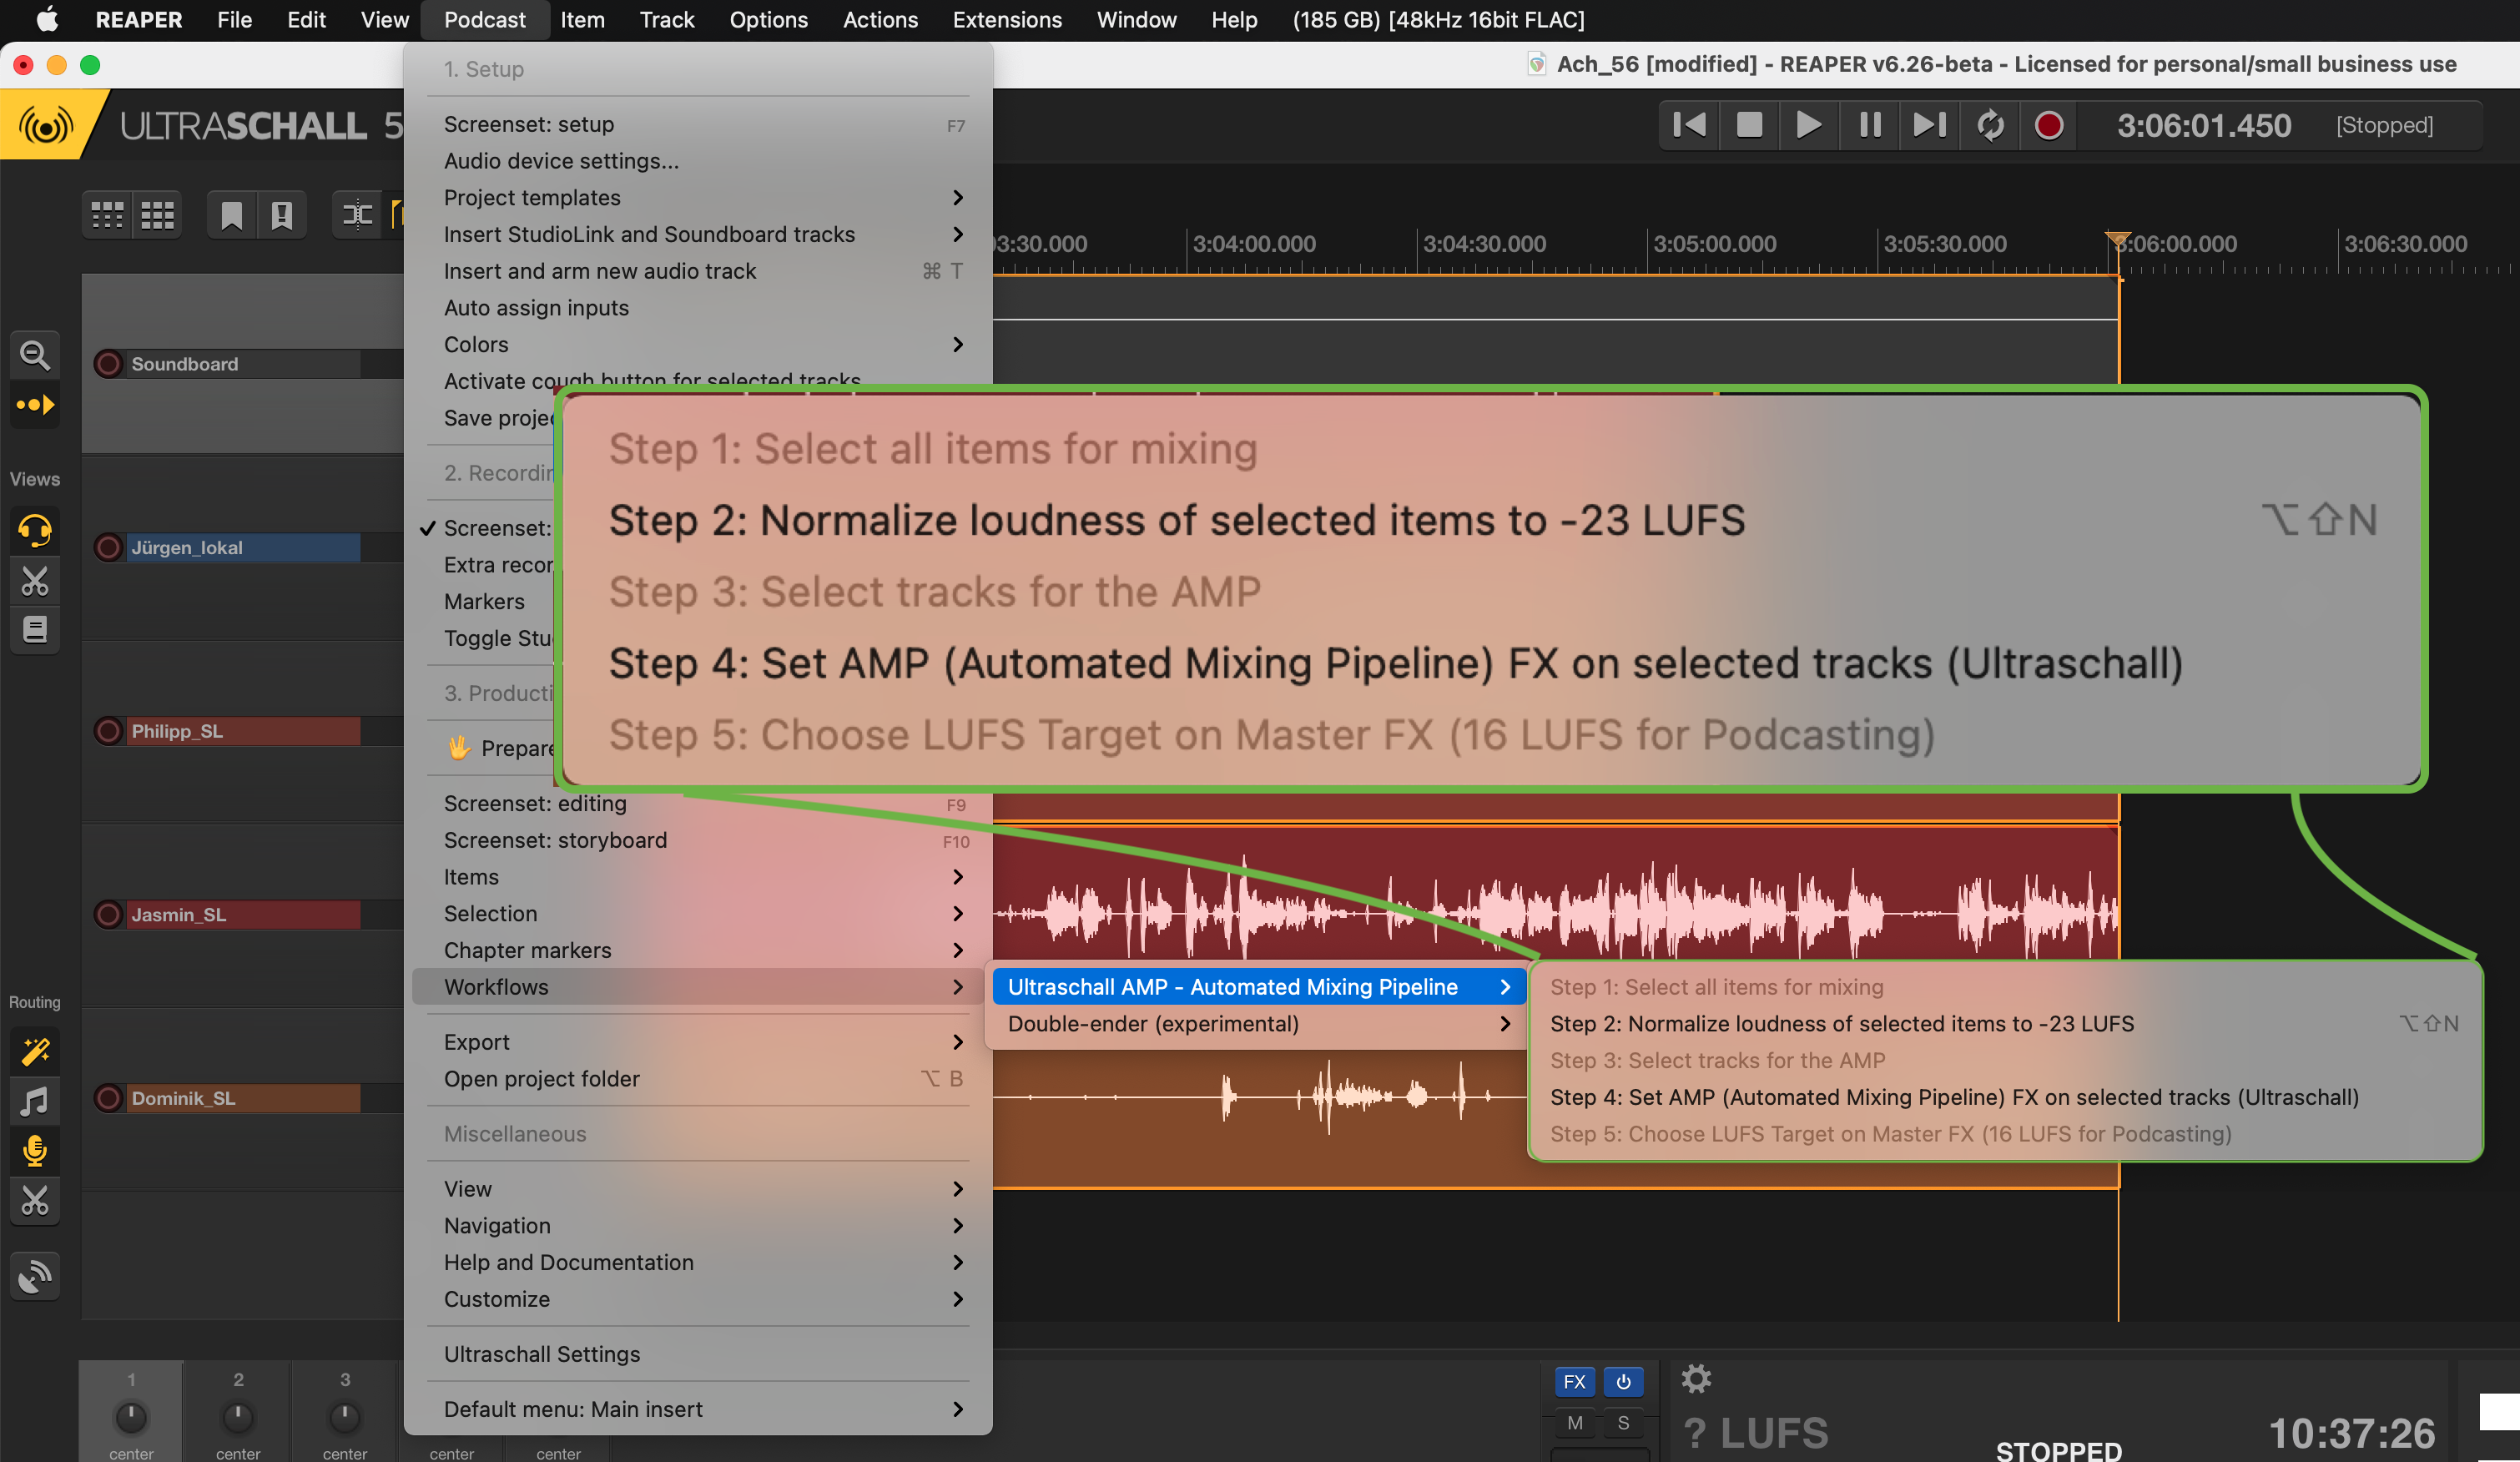 REAPER File Edit View Podcast Item Track Options Actions Extensions Window Help (185 GB) [48kHz 16bit FLAC]
Ach_56 [modified] - REAPER v6.26-beta - Licensed for personal/small business use
ULTRASCHALL 5
3:06:01.450 [Stopped]
3:30.000 3:04:00.000 3:04:30.000 3:05:00.000 3:05:30.000 3:06:00.000 3:06:30.000
1. Setup
Screenset: setup F7
Audio device settings...
Project templates
Insert StudioLink and Soundboard tracks
Insert and arm new audio track ⌘ T
Auto assign inputs
Colors
Activate cough button for selected tracks
Save projec
2. Recordin
✓ Screenset:
Extra recor
Markers
Toggle Stu
3. Producti
🖖 Prepare
Screenset: editing F9
Screenset: storyboard F10
Items
Selection
Chapter markers
Workflows
Export
Open project folder ⌥ B
Miscellaneous
View
Navigation
Help and Documentation
Customize
Ultraschall Settings
Default menu: Main insert
Step 1: Select all items for mixing
Step 2: Normalize loudness of selected items to -23 LUFS ⌥⇧N
Step 3: Select tracks for the AMP
Step 4: Set AMP (Automated Mixing Pipeline) FX on selected tracks (Ultraschall)
Step 5: Choose LUFS Target on Master FX (16 LUFS for Podcasting)
Ultraschall AMP - Automated Mixing Pipeline
Double-ender (experimental)
Step 1: Select all items for mixing
Step 2: Normalize loudness of selected items to -23 LUFS ⌥⇧N
Step 3: Select tracks for the AMP
Step 4: Set AMP (Automated Mixing Pipeline) FX on selected tracks (Ultraschall)
Step 5: Choose LUFS Target on Master FX (16 LUFS for Podcasting)
Views
Routing
Soundboard
Jürgen_lokal
Philipp_SL
Jasmin_SL
Dominik_SL
1 2 3
center center center center center
FX
M S
? LUFS
STOPPED
10:37:26